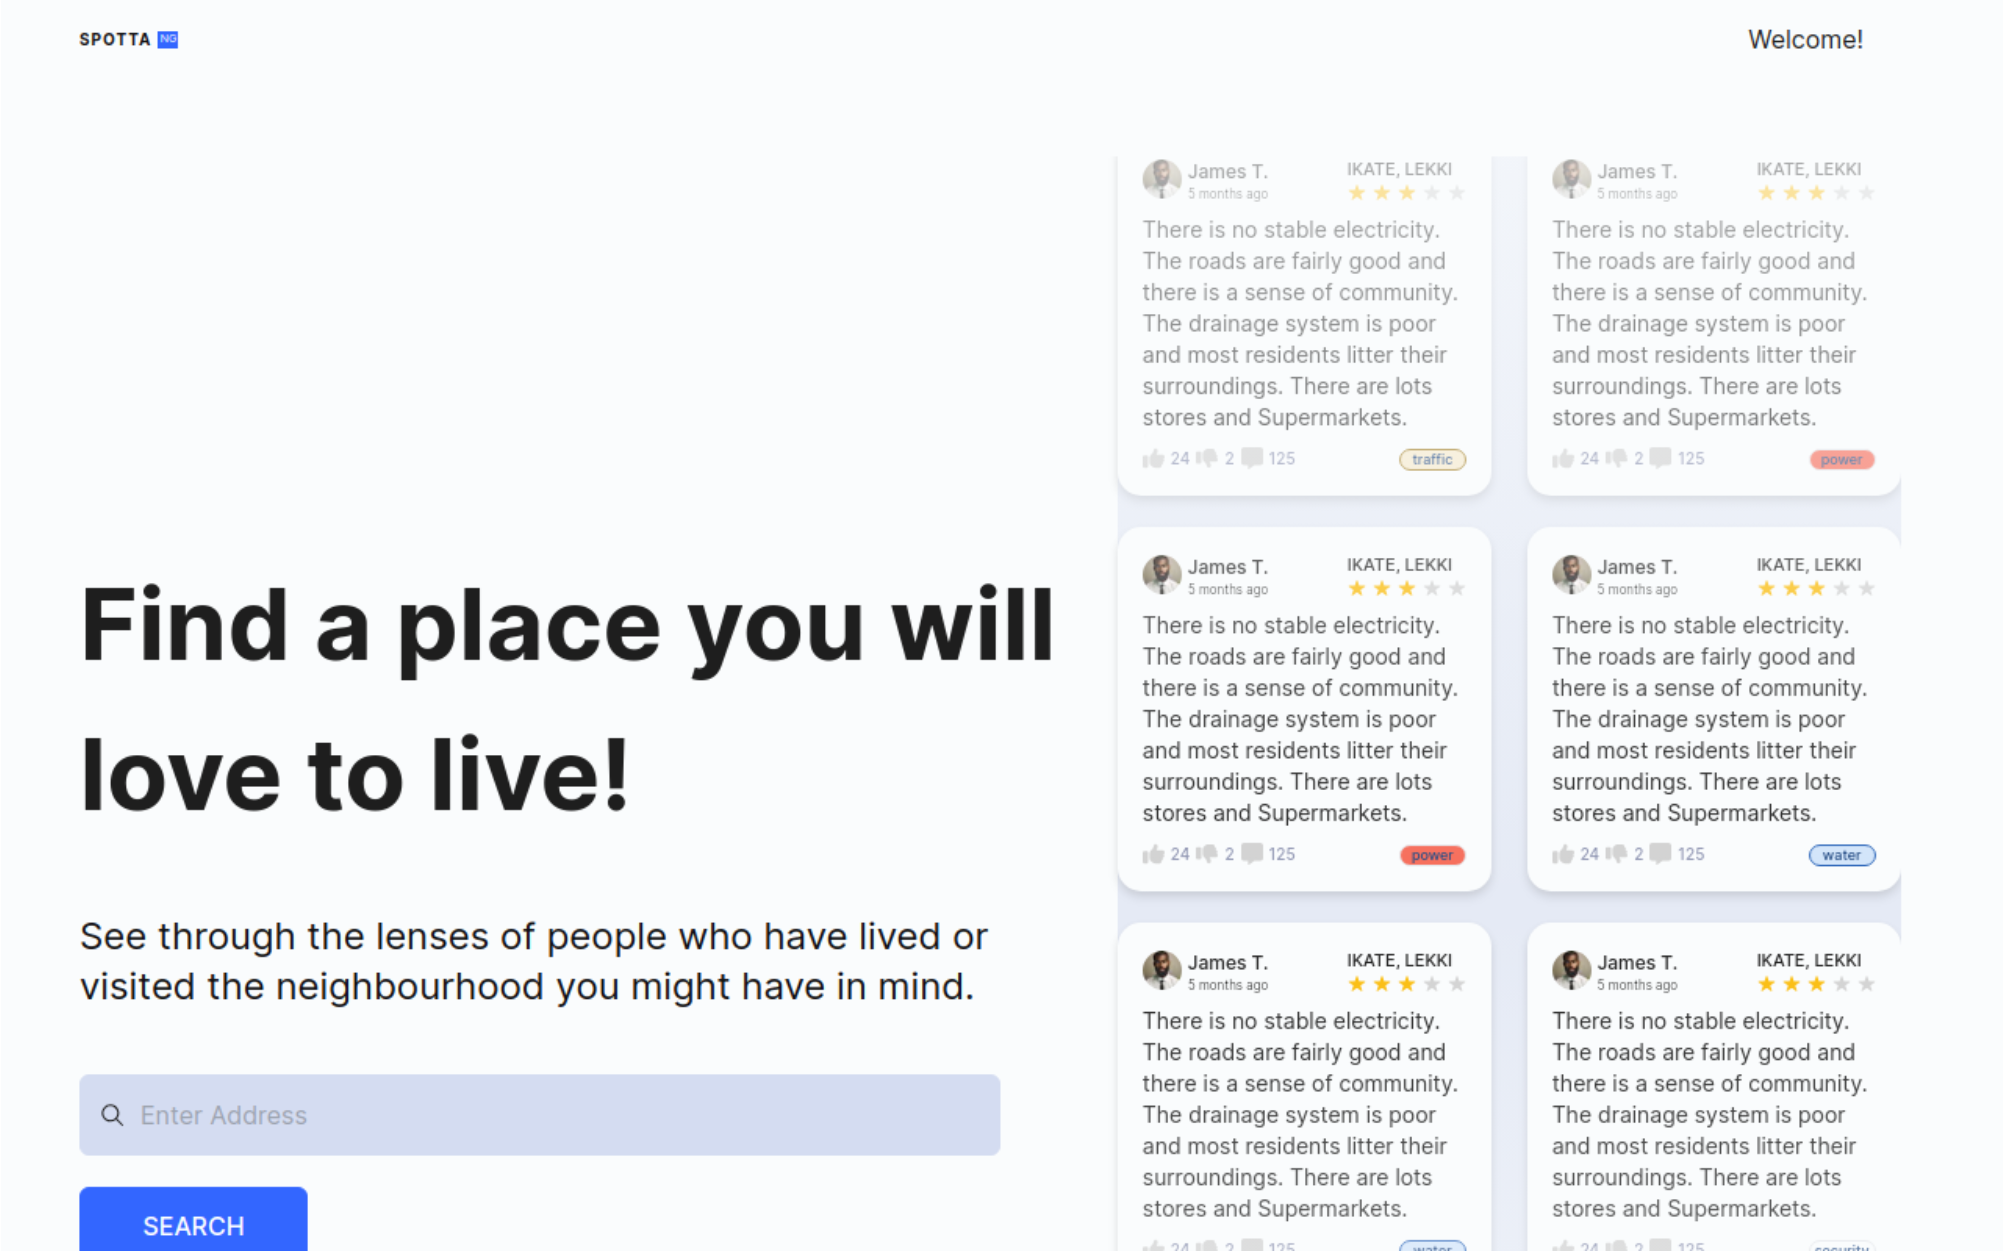 SPOTTA NG
Welcome!
Find a place you will
love to live!
See through the lenses of people who have lived or
visited the neighbourhood you might have in mind.
Enter Address
SEARCH
James T.
IKATE, LEKKI
5 months ago
There is no stable electricity.
The roads are fairly good and
there is a sense of community.
The drainage system is poor
and most residents litter their
surroundings. There are lots
stores and Supermarkets.
24 2 125 traffic
James T.
IKATE, LEKKI
5 months ago
There is no stable electricity.
The roads are fairly good and
there is a sense of community.
The drainage system is poor
and most residents litter their
surroundings. There are lots
stores and Supermarkets.
24 2 125 power
James T.
IKATE, LEKKI
5 months ago
There is no stable electricity.
The roads are fairly good and
there is a sense of community.
The drainage system is poor
and most residents litter their
surroundings. There are lots
stores and Supermarkets.
24 2 125 power
James T.
IKATE, LEKKI
5 months ago
There is no stable electricity.
The roads are fairly good and
there is a sense of community.
The drainage system is poor
and most residents litter their
surroundings. There are lots
stores and Supermarkets.
24 2 125 water
James T.
IKATE, LEKKI
5 months ago
There is no stable electricity.
The roads are fairly good and
there is a sense of community.
The drainage system is poor
and most residents litter their
surroundings. There are lots
stores and Supermarkets.
24 2 125 water
James T.
IKATE, LEKKI
5 months ago
There is no stable electricity.
The roads are fairly good and
there is a sense of community.
The drainage system is poor
and most residents litter their
surroundings. There are lots
stores and Supermarkets.
24 2 125 security